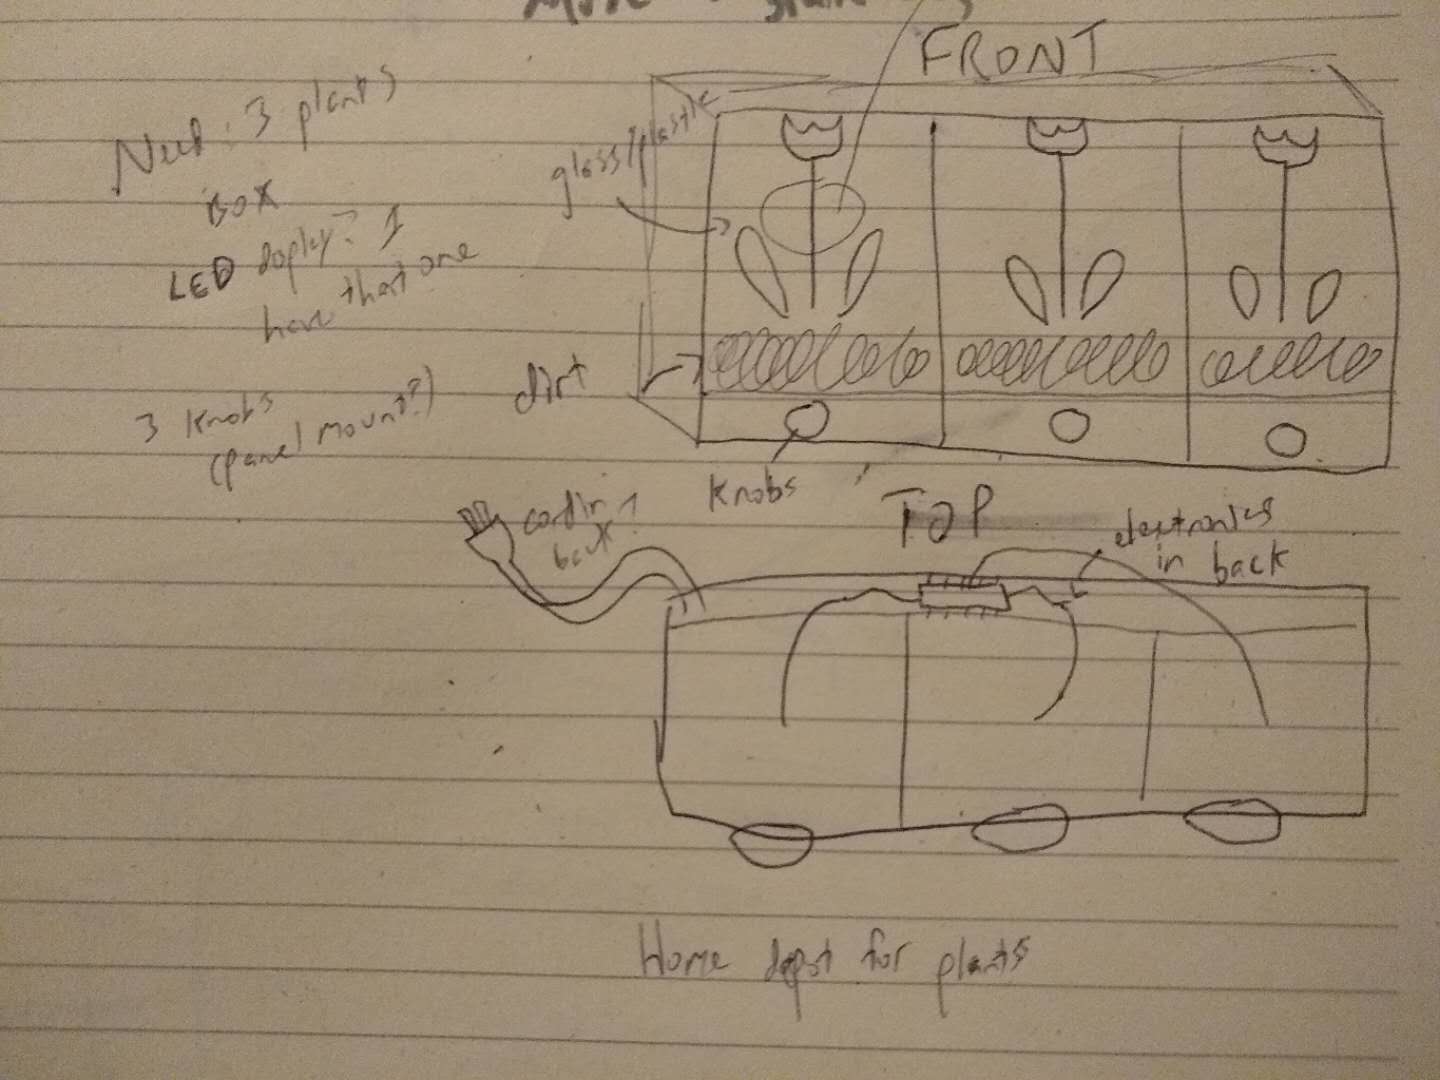 FRONT
Need: 3 plants
BOX
LED display? I
have that one
3 knobs
(panel mount?)
glass/plastic
dirt
knobs
TOP
cord in
back?
electronics
in back
Home depot for plants